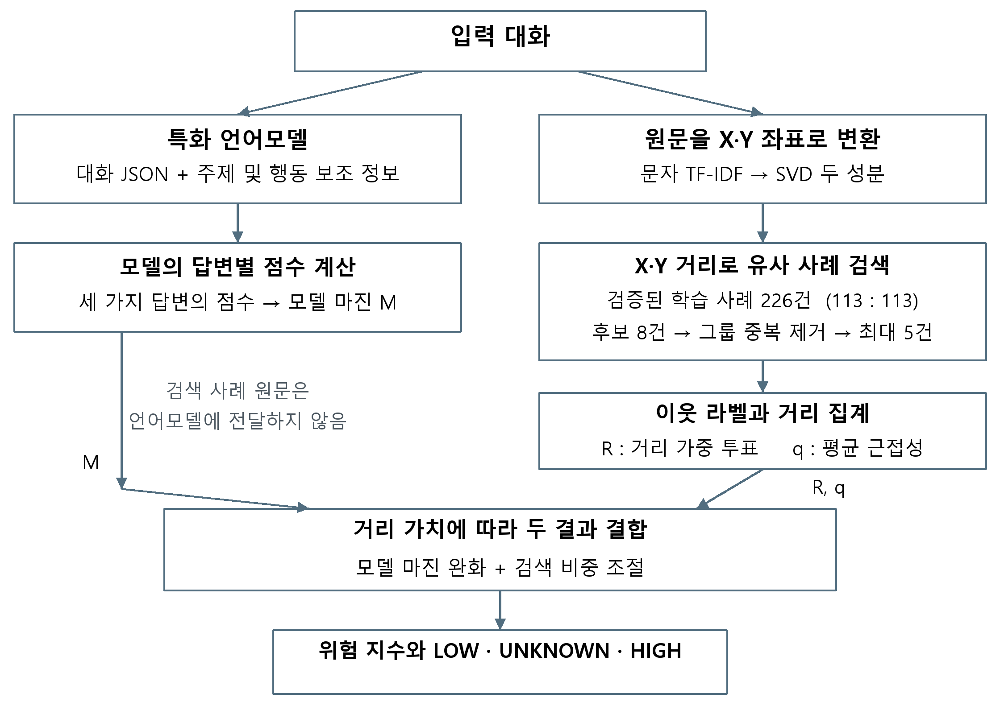 입력 대화
특화 언어모델
대화 JSON + 주제 및 행동 보조 정보
원문을 X·Y 좌표로 변환
문자 TF-IDF → SVD 두 성분
모델의 답변별 점수 계산
세 가지 답변의 점수 → 모델 마진 M
X·Y 거리로 유사 사례 검색
검증된 학습 사례 226건 (113 : 113)
후보 8건 → 그룹 중복 제거 → 최대 5건
검색 사례 원문은
언어모델에 전달하지 않음
M
이웃 라벨과 거리 집계
R : 거리 가중 투표 q : 평균 근접성
R, q
거리 가치에 따라 두 결과 결합
모델 마진 완화 + 검색 비중 조절
위험 지수와 LOW · UNKNOWN · HIGH